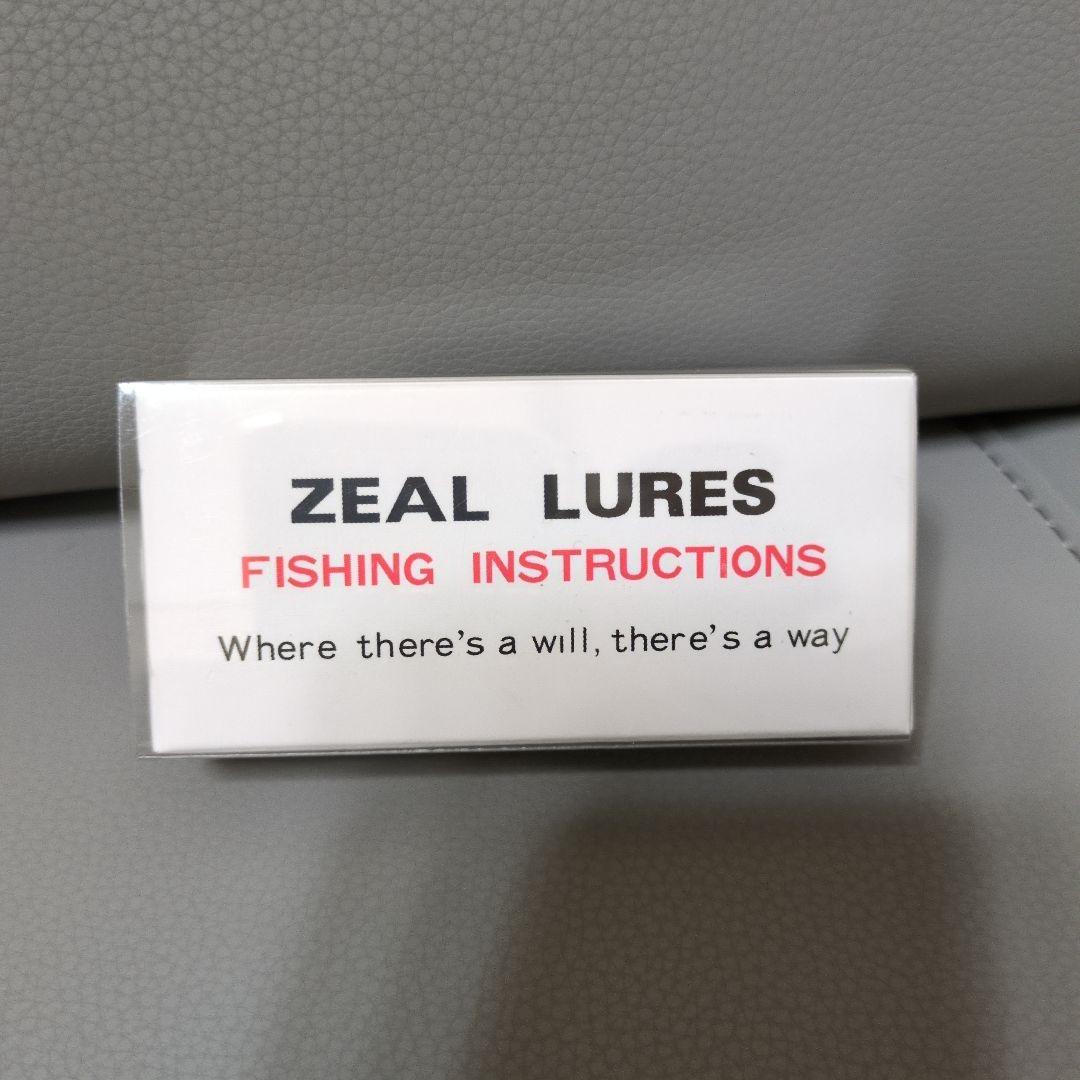 ZEAL LURES
FISHING INSTRUCTIONS
Where there's a will, there's a way